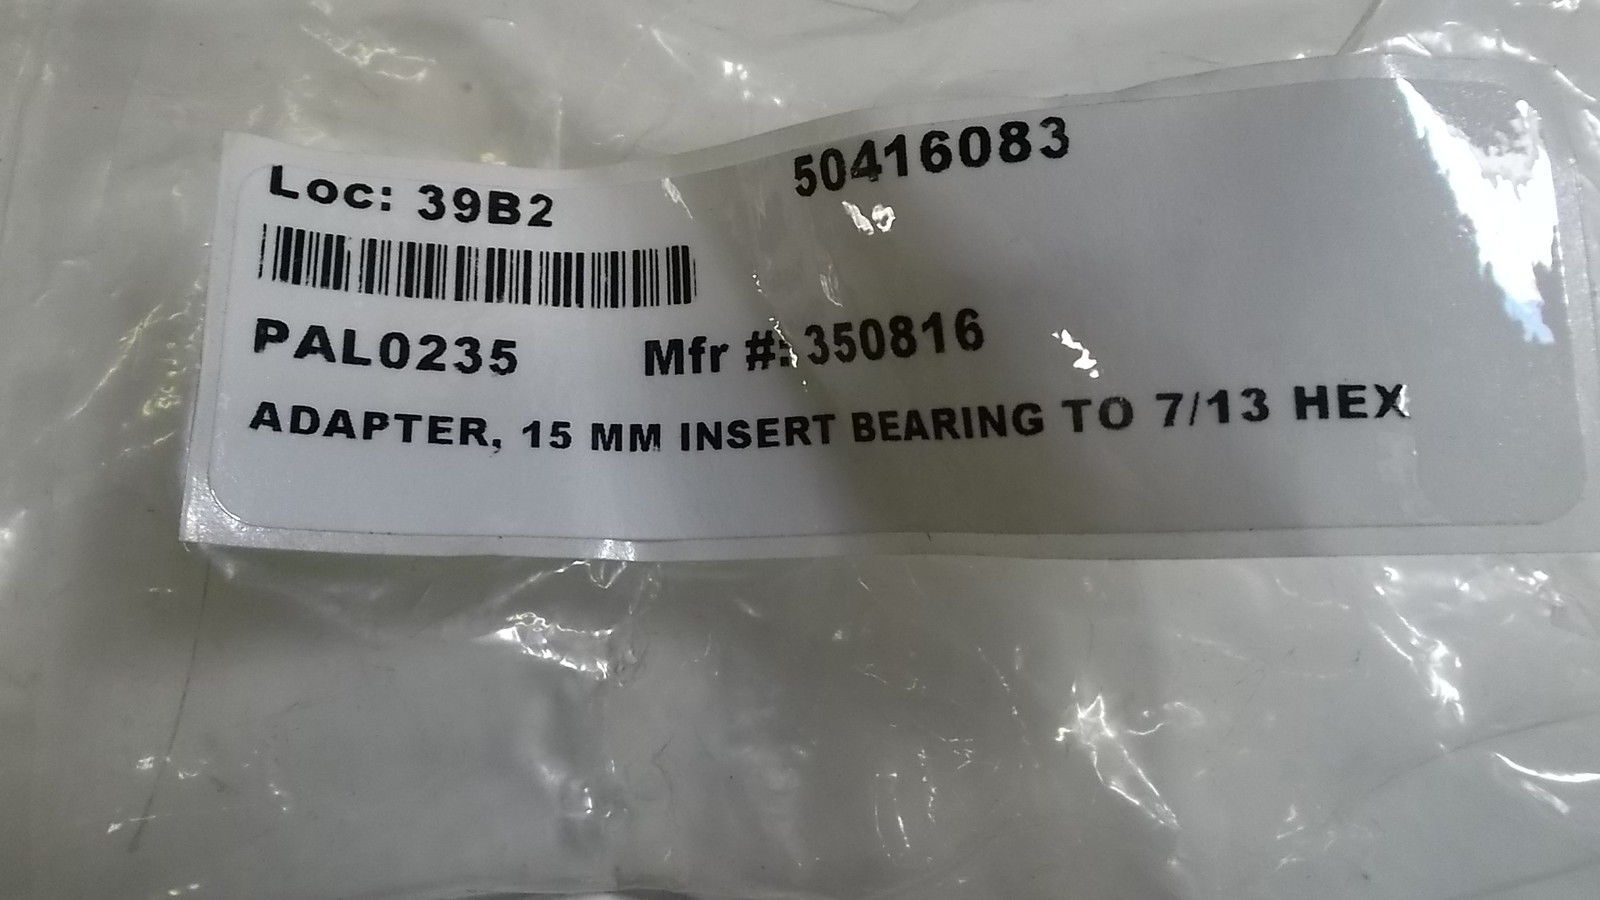 Loc: 39B2
50416083
PAL0235 Mfr #: 350816
ADAPTER, 15 MM INSERT BEARING TO 7/13 HEX